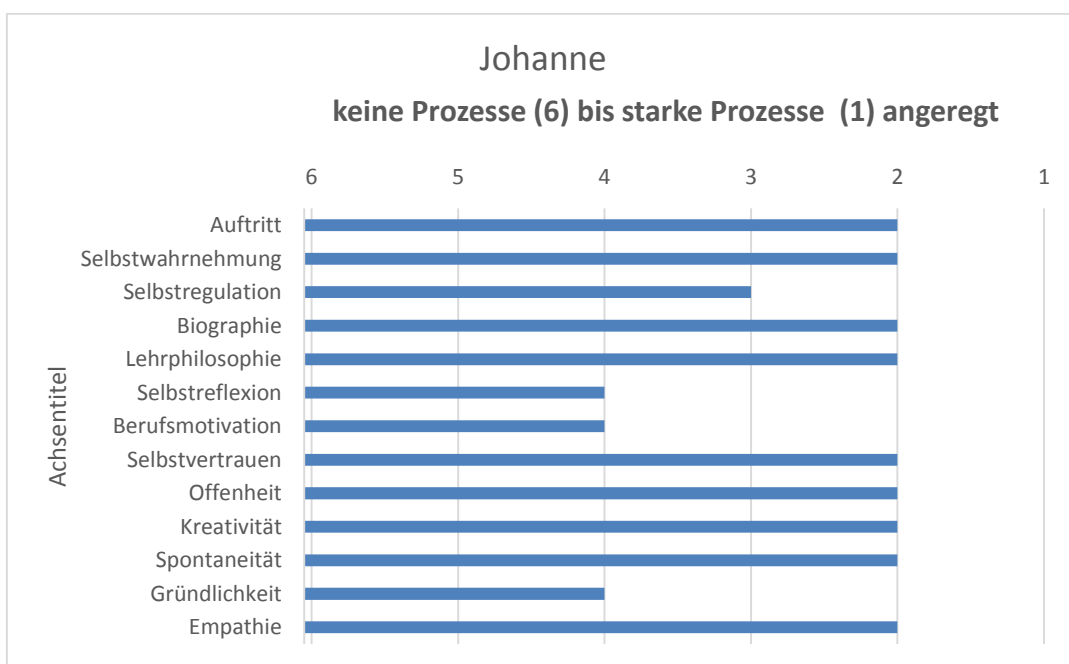 Johanne
keine Prozesse (6) bis starke Prozesse (1) angeregt
6 5 4 3 2 1
Auftritt
Selbstwahrnehmung
Selbstregulation
Biographie
Lehrphilosophie
Selbstreflexion
Berufsmotivation
Selbstvertrauen
Offenheit
Kreativität
Spontaneität
Gründlichkeit
Empathie
Achsentitel